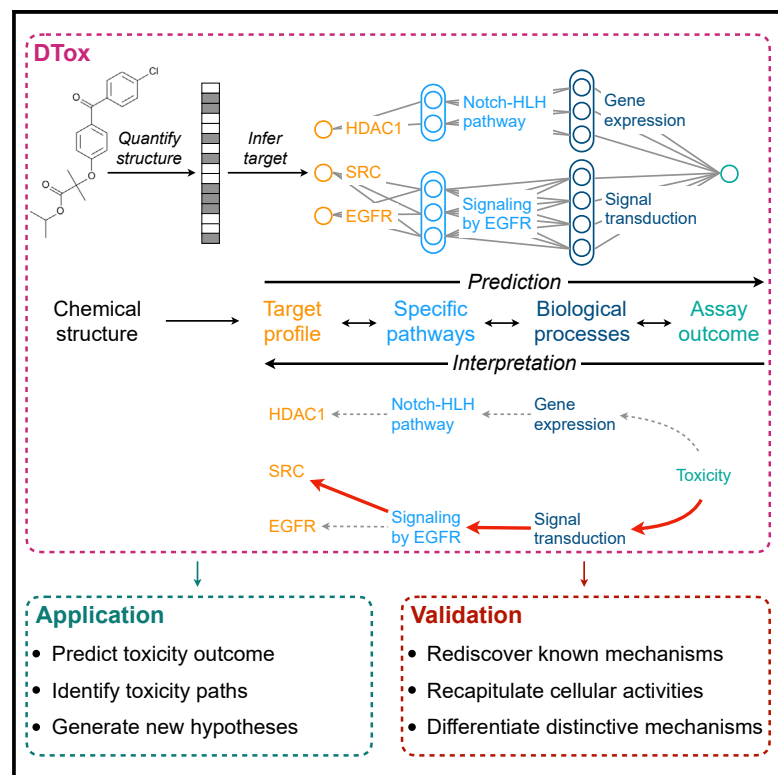 DTox
Cl
O
O
O
O
Quantify
structure
Infer
target
HDAC1
SRC
EGFR
Notch-HLH
pathway
Signaling
by EGFR
Gene
expression
Signal
transduction
Prediction
Chemical
structure
Target
profile
Specific
pathways
Biological
processes
Assay
outcome
Interpretation
HDAC1
Notch-HLH
pathway
Gene
expression
SRC
Toxicity
EGFR
Signaling
by EGFR
Signal
transduction
Application
• Predict toxicity outcome
• Identify toxicity paths
• Generate new hypotheses
Validation
• Rediscover known mechanisms
• Recapitulate cellular activities
• Differentiate distinctive mechanisms